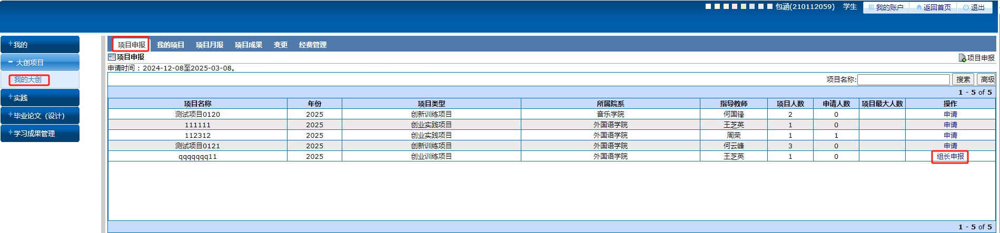 包涵(210112059) 学生 我的账户 返回首页 退出
我的
大创项目
我的大创
实践
毕业论文（设计）
学习成果管理
项目申报 我的项目 项目月报 项目成果 变更 经费管理
项目申报 项目申报
申请时间：2024-12-08至2025-03-08。
项目名称: 搜索 高级
1 - 5 of 5
项目名称 年份 项目类型 所属院系 指导教师 项目人数 申请人数 项目最大人数 操作
测试项目0120 2025 创新训练项目 音乐学院 何国锋 2 0 申请
111111 2025 创业实践项目 外国语学院 王芝英 1 0 申请
112312 2025 创业实践项目 外国语学院 周荣 1 1 申请
测试项目0121 2025 创新训练项目 外国语学院 何云峰 3 0 申请
qqqqqqq11 2025 创业训练项目 外国语学院 王芝英 1 0 组长申报
1 - 5 of 5